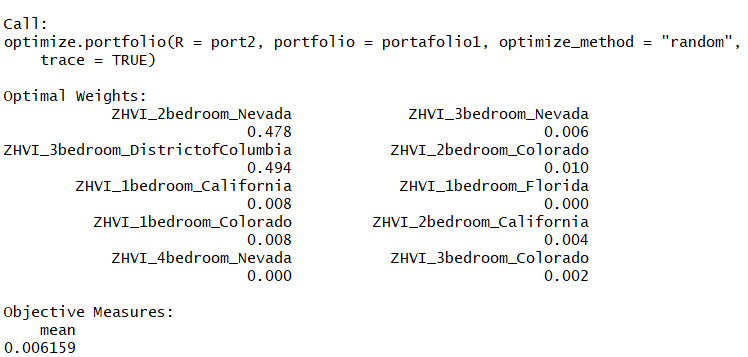 Call:
optimize.portfolio(R = port2, portfolio = portafolio1, optimize_method = "random",
    trace = TRUE)

Optimal Weights:
            ZHVI_2bedroom_Nevada             ZHVI_3bedroom_Nevada
                           0.478                            0.006
ZHVI_3bedroom_DistrictofColumbia           ZHVI_2bedroom_Colorado
                           0.494                            0.010
        ZHVI_1bedroom_California            ZHVI_1bedroom_Florida
                           0.008                            0.000
          ZHVI_1bedroom_Colorado         ZHVI_2bedroom_California
                           0.008                            0.004
            ZHVI_4bedroom_Nevada           ZHVI_3bedroom_Colorado
                           0.000                            0.002

Objective Measures:
    mean
0.006159